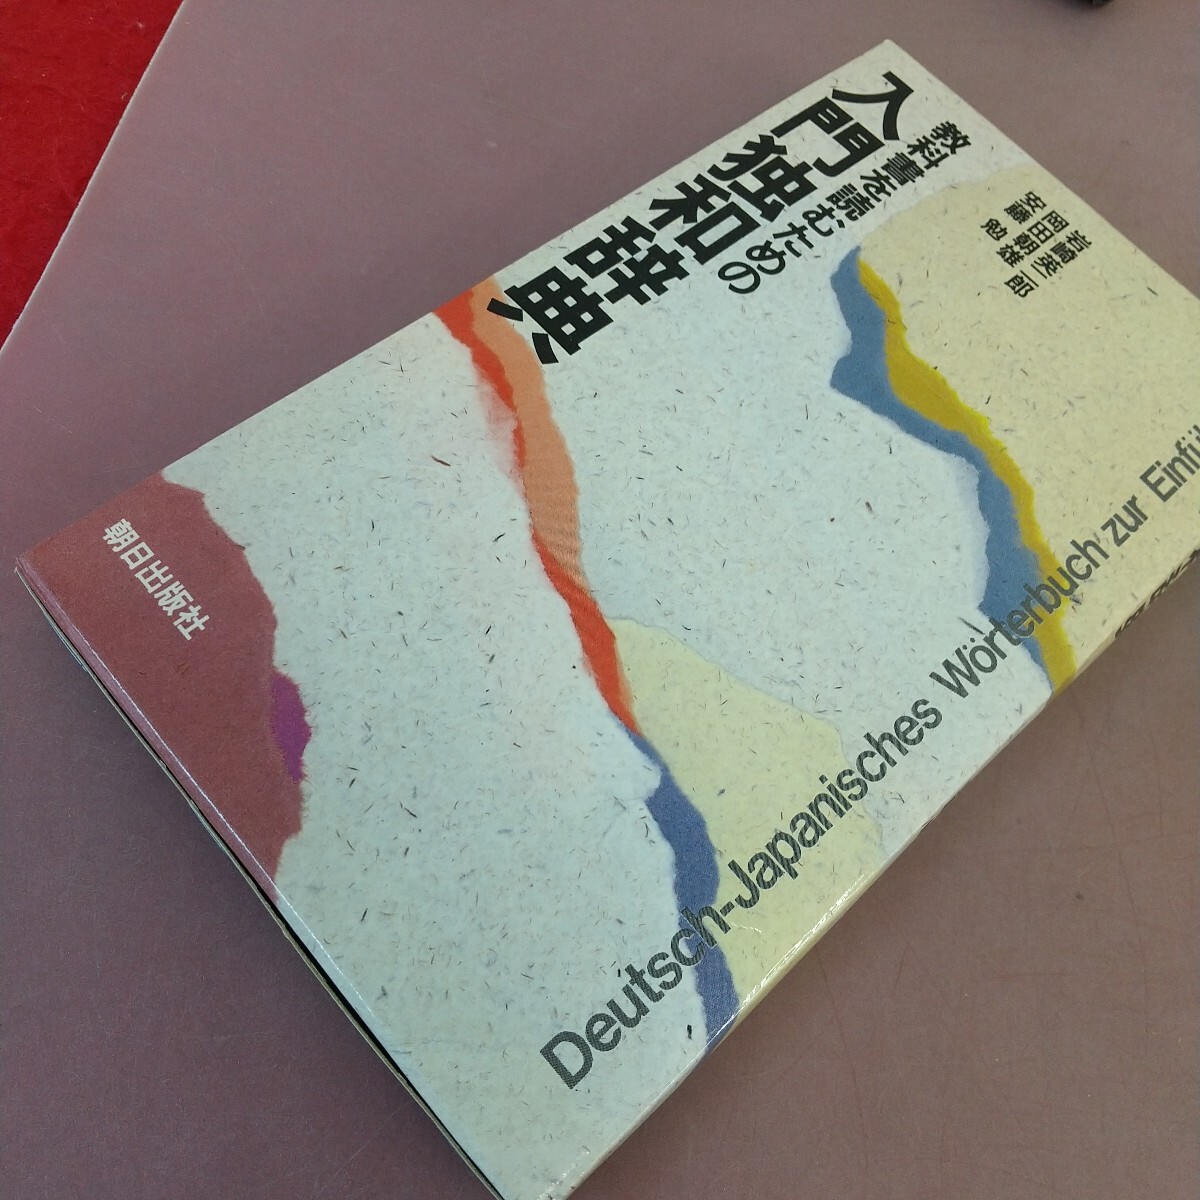 教科書を読むための
入門独和辞典
岩崎英二郎
岡田朝雄
安藤勉
朝日出版社
Deutsch-Japanisches Wörterbuch zur